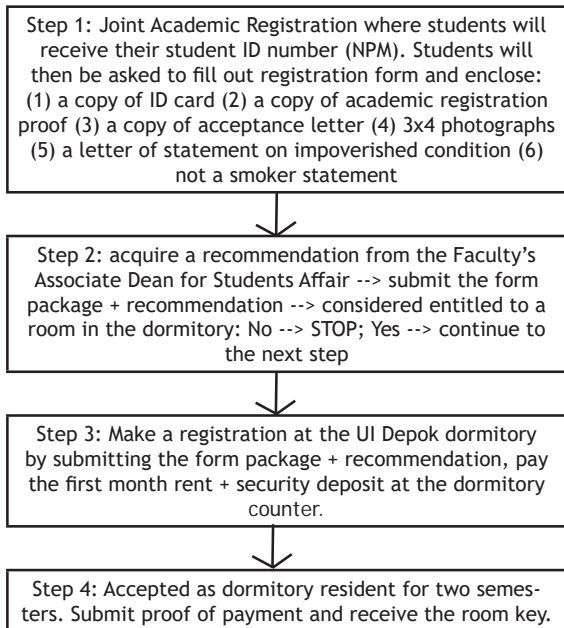 Step 1: Joint Academic Registration where students will
receive their student ID number (NPM). Students will
then be asked to fill out registration form and enclose:
(1) a copy of ID card (2) a copy of academic registration
proof (3) a copy of acceptance letter (4) 3x4 photographs
(5) a letter of statement on impoverished condition (6)
not a smoker statement
Step 2: acquire a recommendation from the Faculty's
Associate Dean for Students Affair --> submit the form
package + recommendation --> considered entitled to a
room in the dormitory: No --> STOP; Yes --> continue to
the next step
Step 3: Make a registration at the UI Depok dormitory
by submitting the form package + recommendation, pay
the first month rent + security deposit at the dormitory
counter.
Step 4: Accepted as dormitory resident for two semes-
ters. Submit proof of payment and receive the room key.